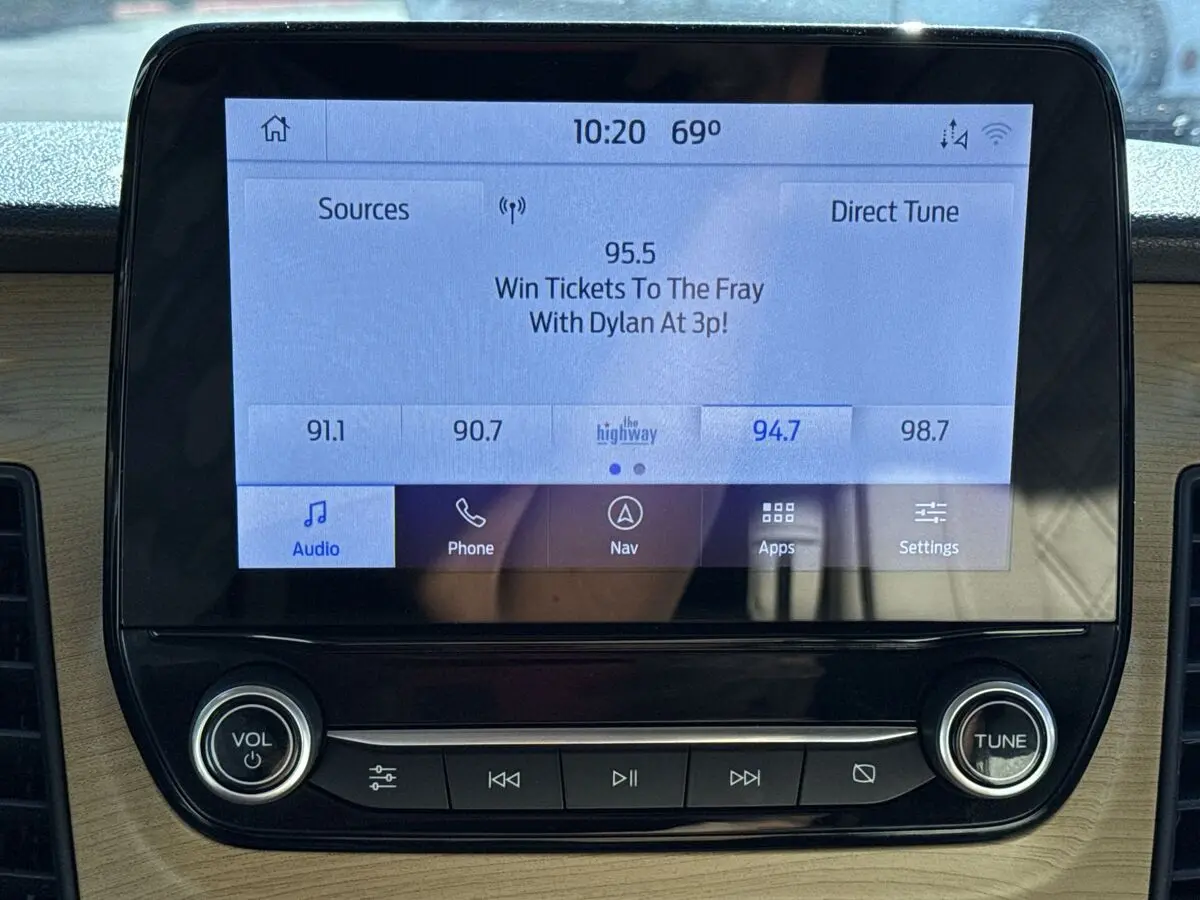 10:20 69º
Sources
Direct Tune
95.5
Win Tickets To The Fray
With Dylan At 3p!
91.1
90.7
the
highway
94.7
98.7
Audio
Phone
Nav
Apps
Settings
VOL
TUNE